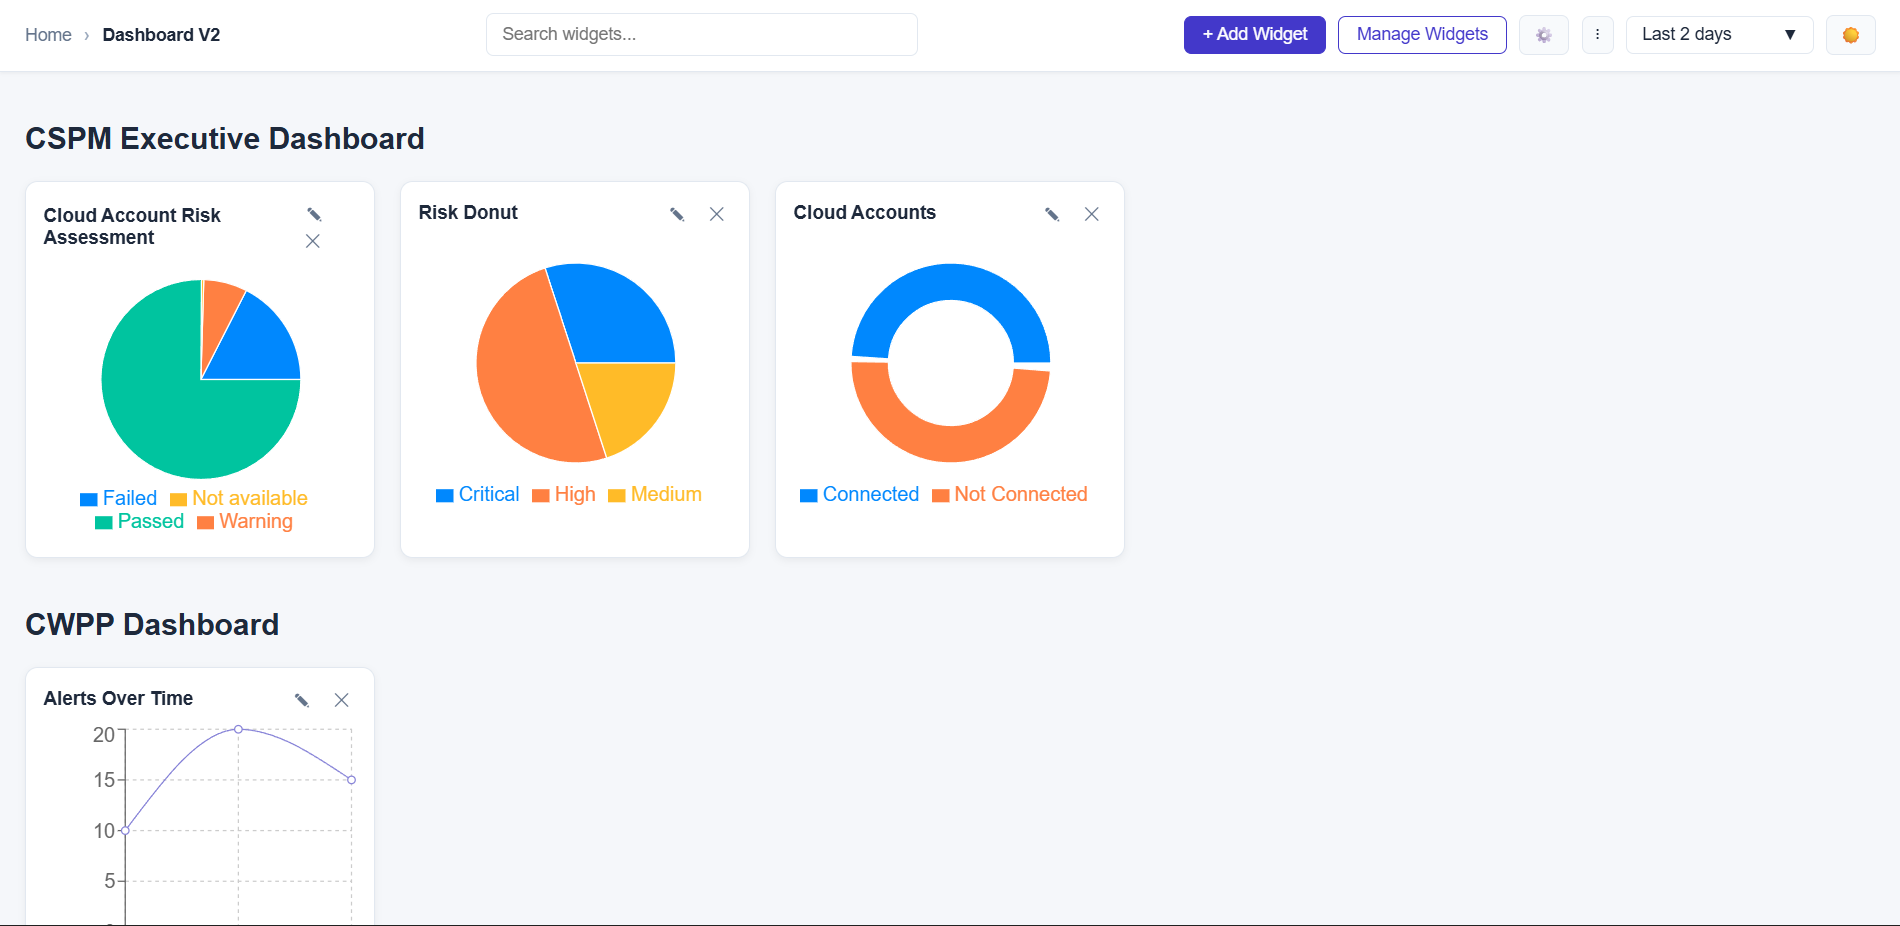 Home › Dashboard V2
Search widgets...
+ Add Widget
Manage Widgets
Last 2 days ▼
CSPM Executive Dashboard
Cloud Account Risk
Assessment
Failed Not available
Passed Warning
Risk Donut
Critical High Medium
Cloud Accounts
Connected Not Connected
CWPP Dashboard
Alerts Over Time
20
15
10
5